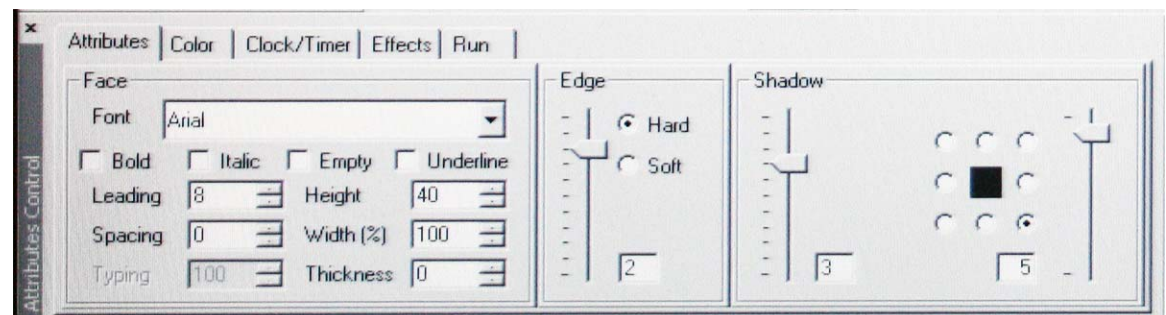 ×
Attributes Color Clock/Timer Effects Run
Face
Font Arial
Bold Italic Empty Underline
Leading 8 Height 40
Spacing 0 Width (%) 100
Typing 100 Thickness 0
Edge
Hard
Soft
2
Shadow
3 5
Attributes Control